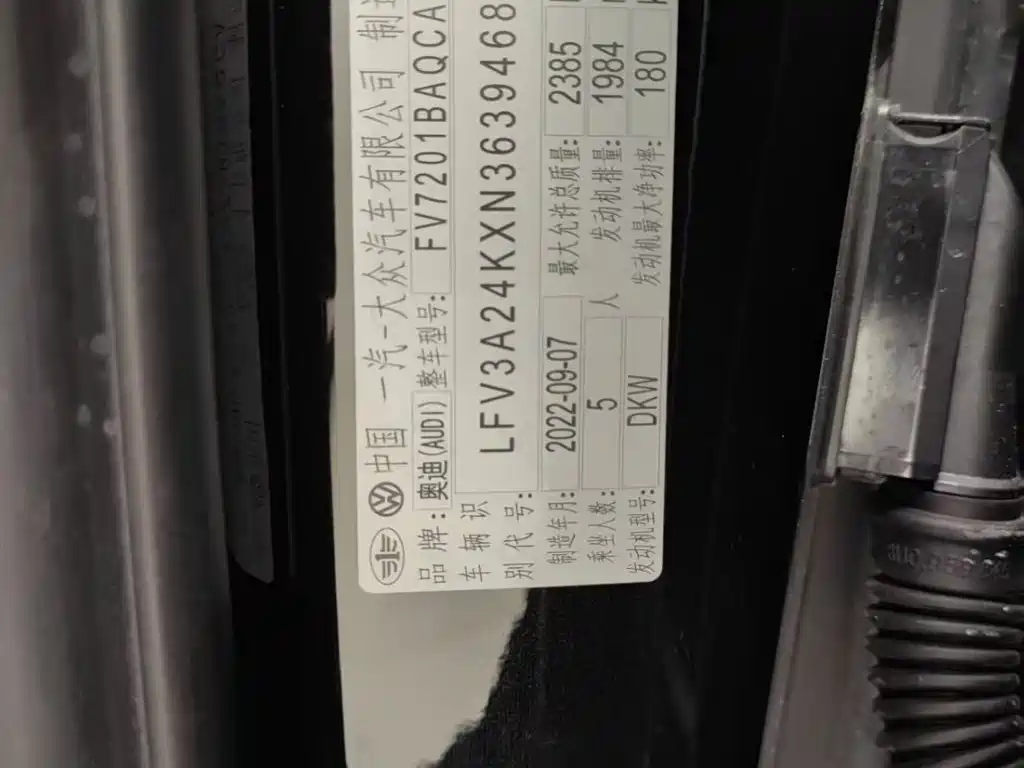 中国 一汽-大众汽车有限公司 制
品牌: 奥迪(AUDI) 整车型号: FV7201BAQCA
车辆识别代号: LFV3A24KXN3639468
制造年月: 2022-09-07 最大允许总质量: 2385
乘坐人数: 5 人 发动机排量: 1984
发动机型号: DKW 发动机最大净功率: 180